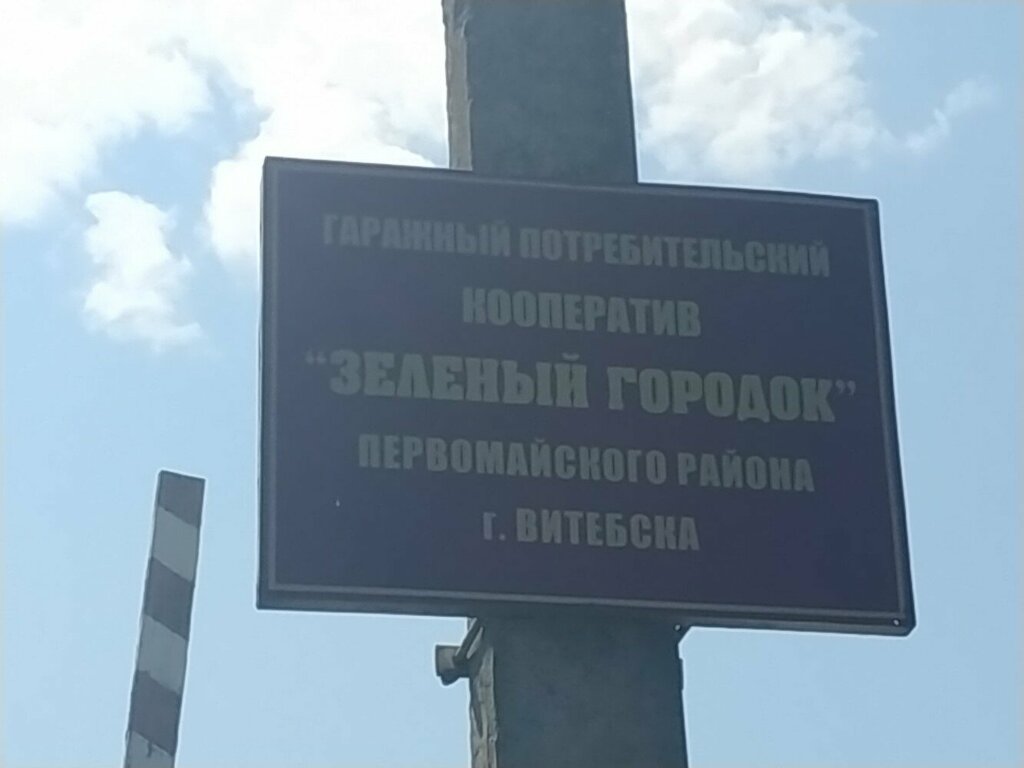 ГАРАЖНЫЙ ПОТРЕБИТЕЛЬСКИЙ
КООПЕРАТИВ
“ЗЕЛЕНЫЙ ГОРОДОК”
ПЕРВОМАЙСКОГО РАЙОНА
г. ВИТЕБСКА